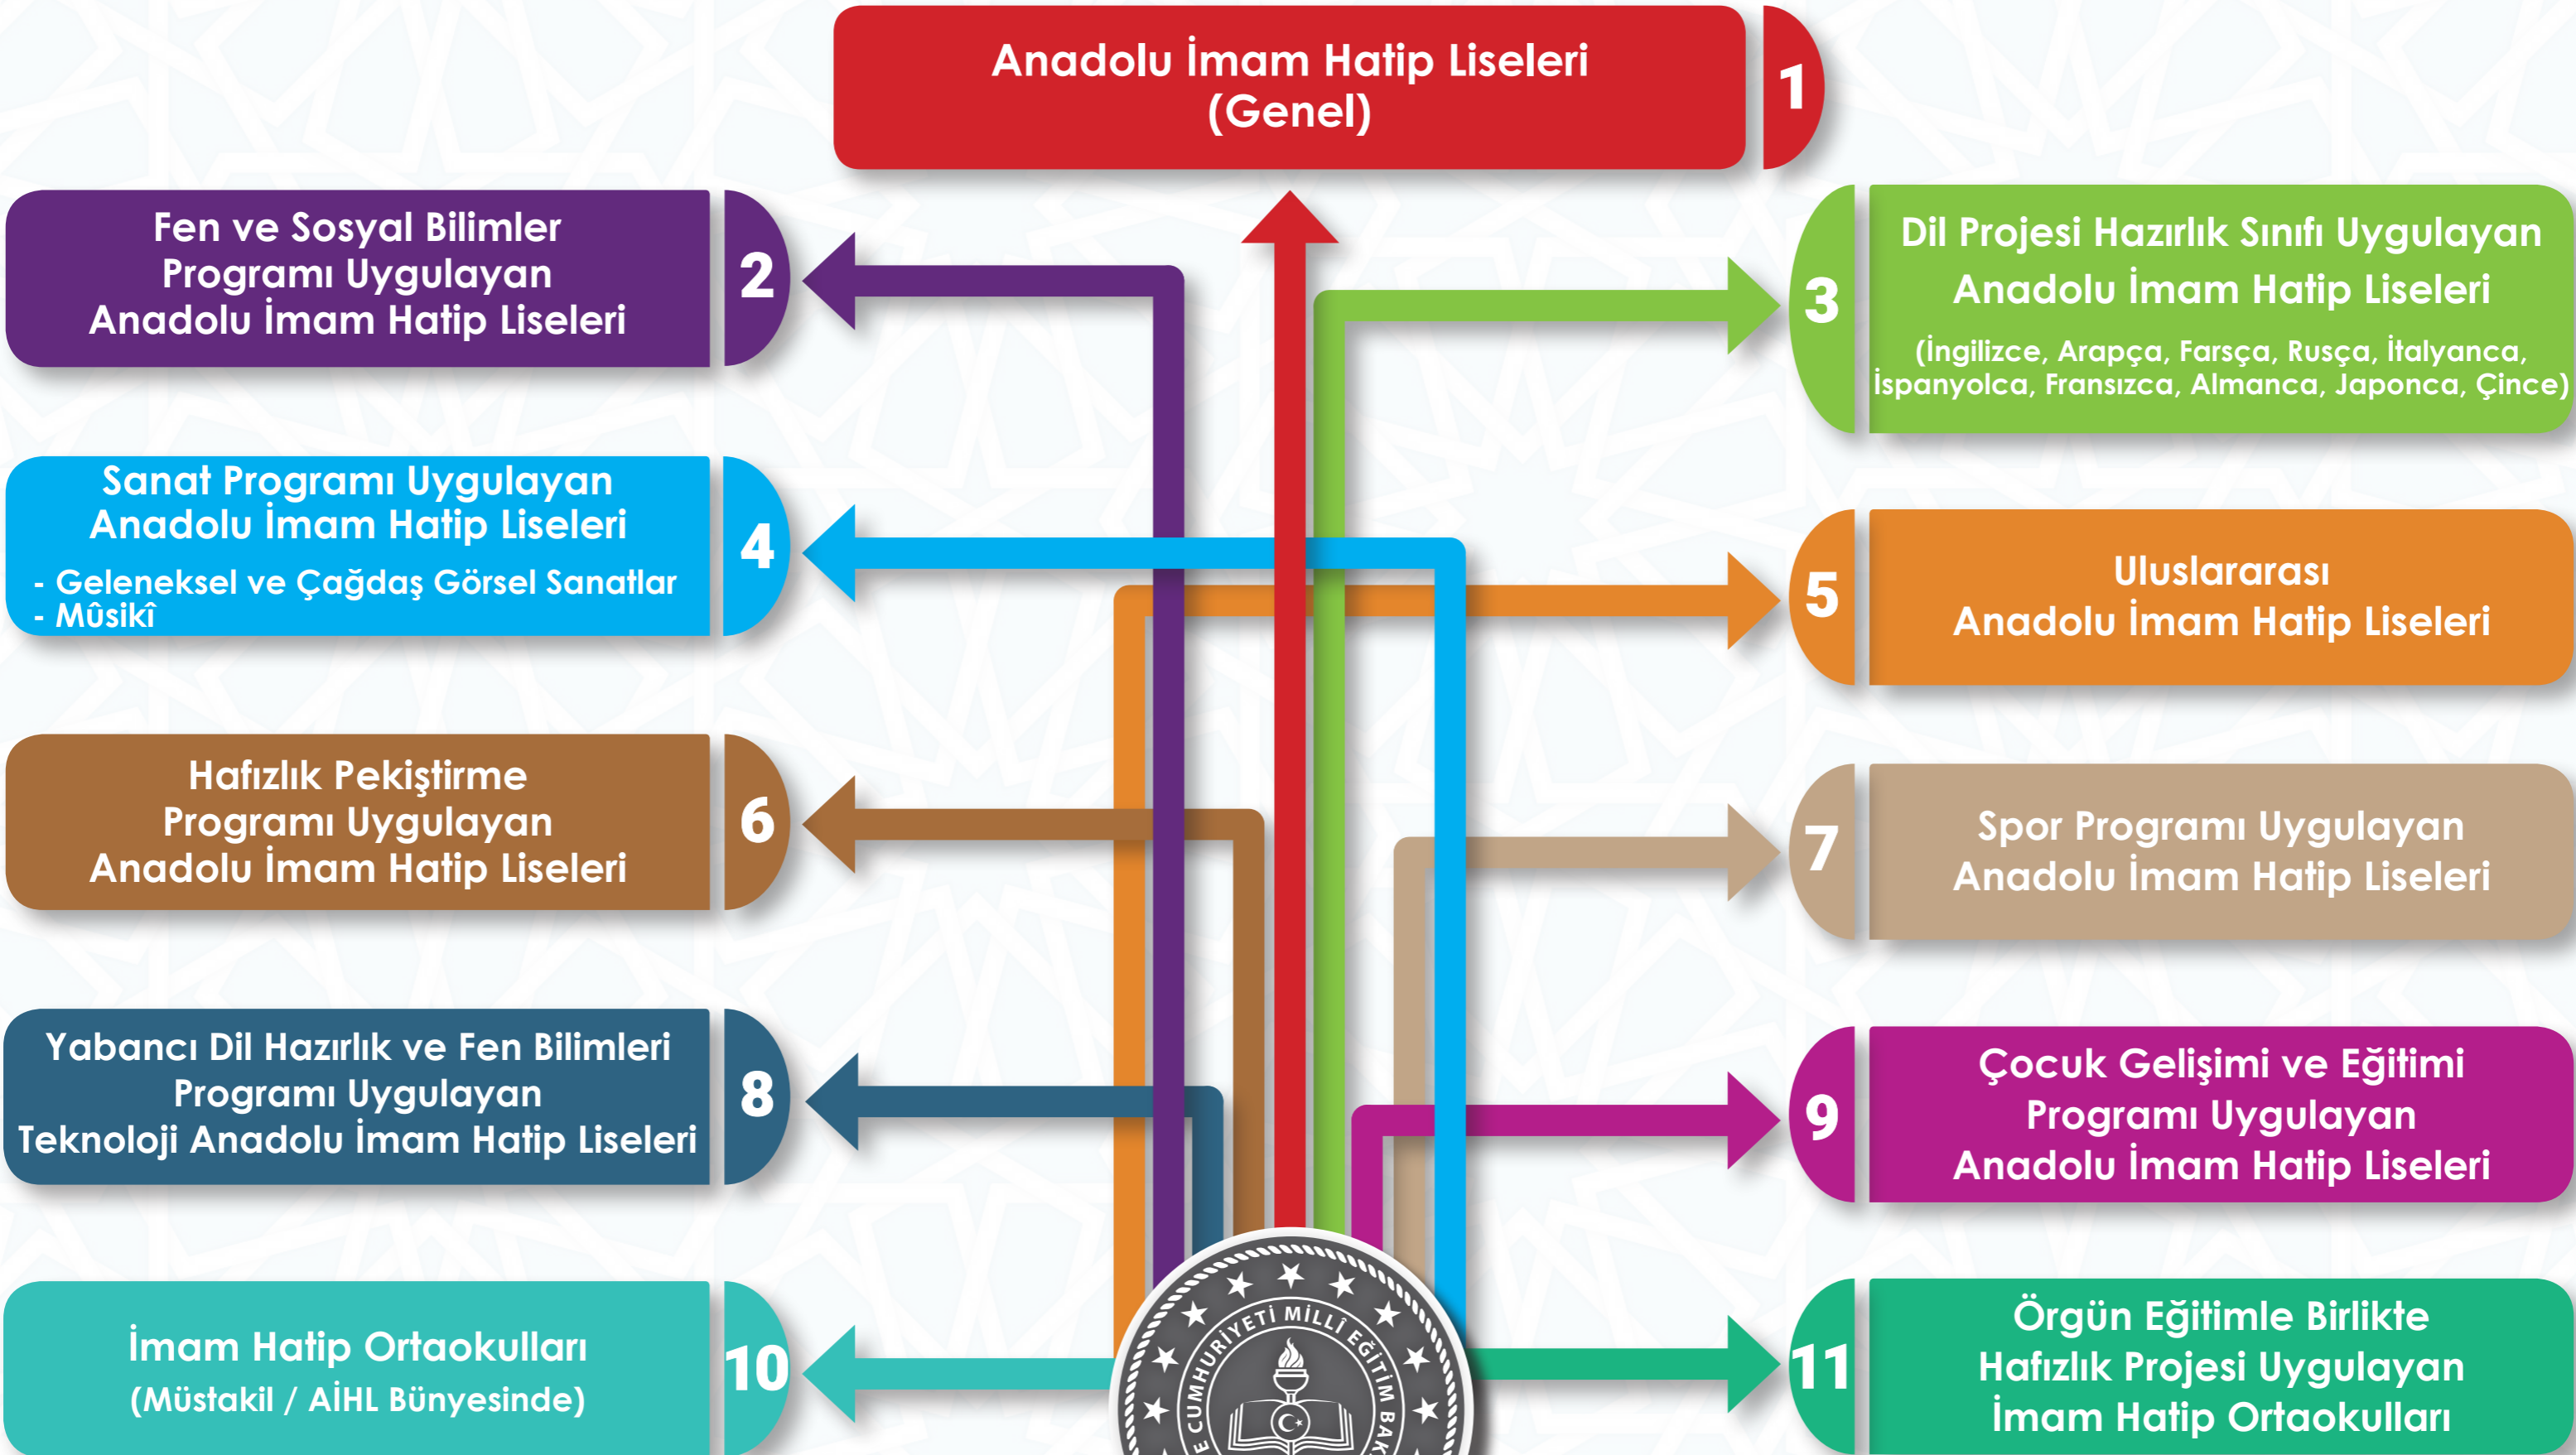 Anadolu İmam Hatip Liseleri
(Genel)
1
Fen ve Sosyal Bilimler
Programı Uygulayan
Anadolu İmam Hatip Liseleri
2
3
Dil Projesi Hazırlık Sınıfı Uygulayan
Anadolu İmam Hatip Liseleri
(İngilizce, Arapça, Farsça, Rusça, İtalyanca,
İspanyolca, Fransızca, Almanca, Japonca, Çince)
Sanat Programı Uygulayan
Anadolu İmam Hatip Liseleri
- Geleneksel ve Çağdaş Görsel Sanatlar
- Mûsikî
4
5
Uluslararası
Anadolu İmam Hatip Liseleri
Hafızlık Pekiştirme
Programı Uygulayan
Anadolu İmam Hatip Liseleri
6
7
Spor Programı Uygulayan
Anadolu İmam Hatip Liseleri
Yabancı Dil Hazırlık ve Fen Bilimleri
Programı Uygulayan
Teknoloji Anadolu İmam Hatip Liseleri
8
9
Çocuk Gelişimi ve Eğitimi
Programı Uygulayan
Anadolu İmam Hatip Liseleri
İmam Hatip Ortaokulları
(Müstakil / AİHL Bünyesinde)
10
11
Örgün Eğitimle Birlikte
Hafızlık Projesi Uygulayan
İmam Hatip Ortaokulları
CUMHURİYETİ MİLLÎ EĞİTİM